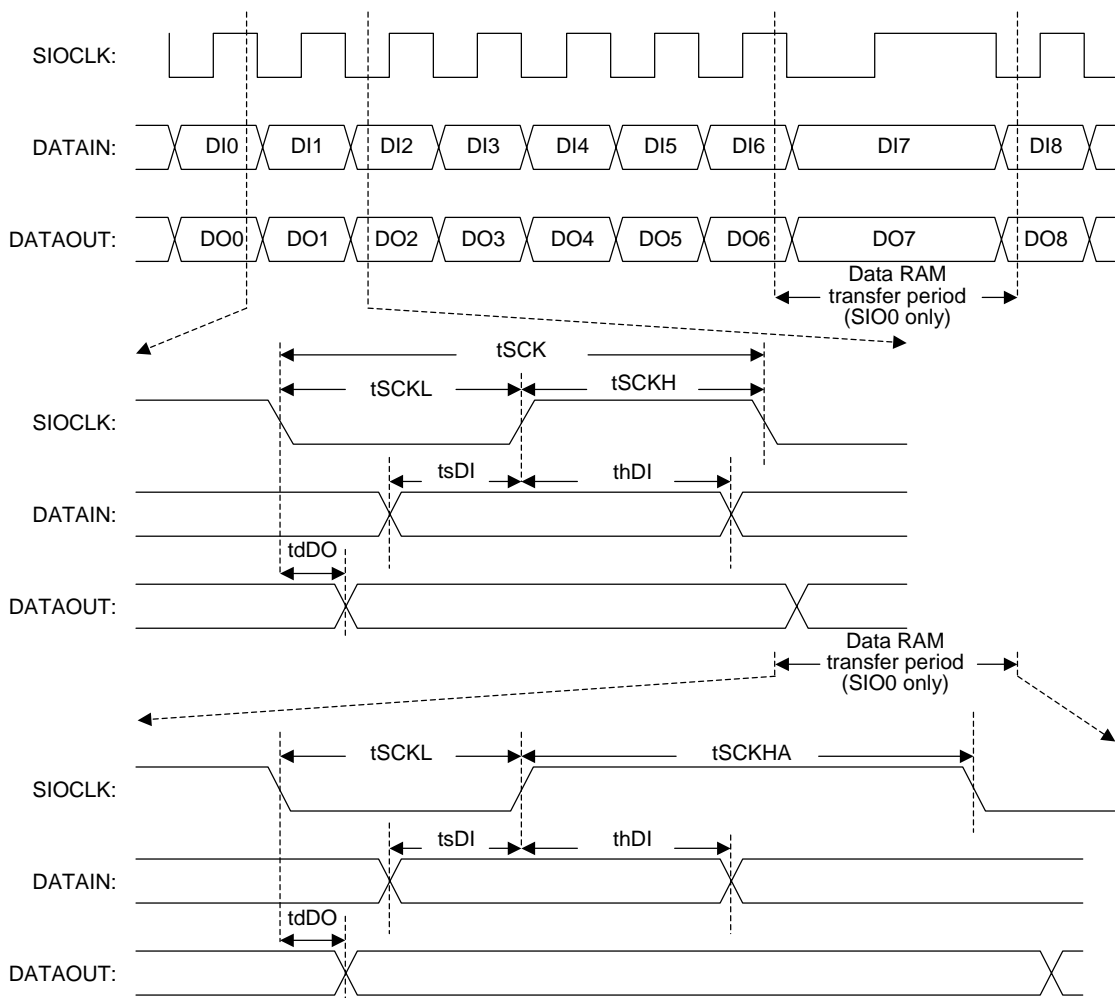 SIOCLK:
DATAIN: DI0 DI1 DI2 DI3 DI4 DI5 DI6 DI7 DI8
DATAOUT: DO0 DO1 DO2 DO3 DO4 DO5 DO6 DO7 DO8
Data RAM
transfer period
(SIO0 only)
tSCK
tSCKL tSCKH
SIOCLK:
tsDI thDI
DATAIN:
tdDO
DATAOUT:
Data RAM
transfer period
(SIO0 only)
tSCKL tSCKHA
SIOCLK:
tsDI thDI
DATAIN:
tdDO
DATAOUT: